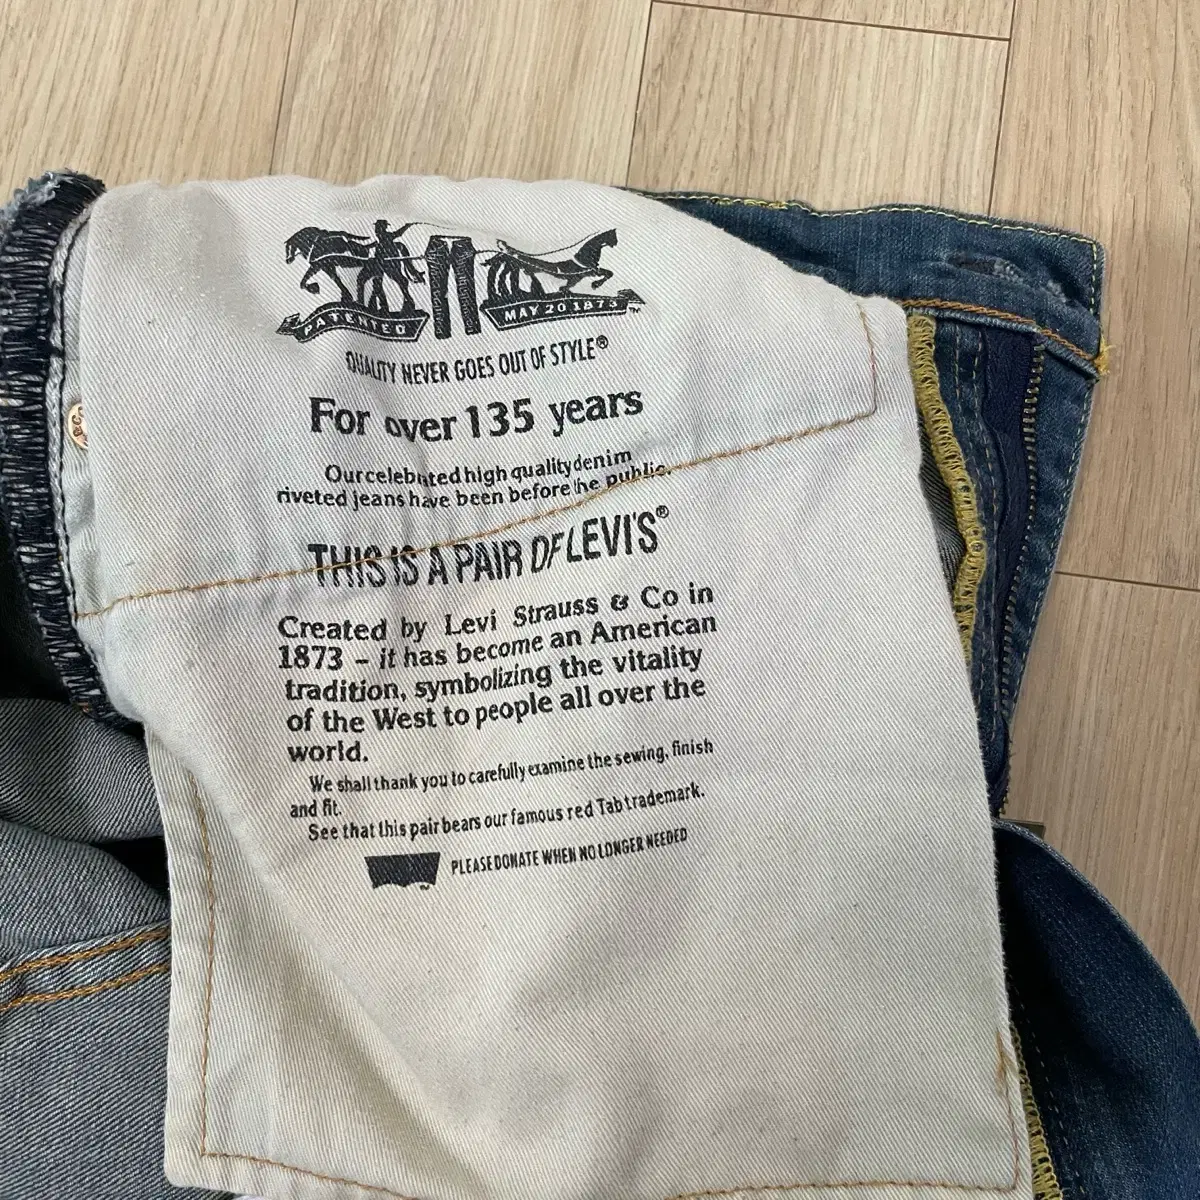 PATENTED MAY 20 1873 ™
QUALITY NEVER GOES OUT OF STYLE®
For over 135 years
Our celebrated high quality denim
riveted jeans have been before the public.
THIS IS A PAIR OF LEVI'S®
Created by Levi Strauss & Co in
1873 – it has become an American
tradition, symbolizing the vitality
of the West to people all over the
world.
We shall thank you to carefully examine the sewing, finish
and fit.
See that this pair bears our famous red Tab trademark.
PLEASE DONATE WHEN NO LONGER NEEDED